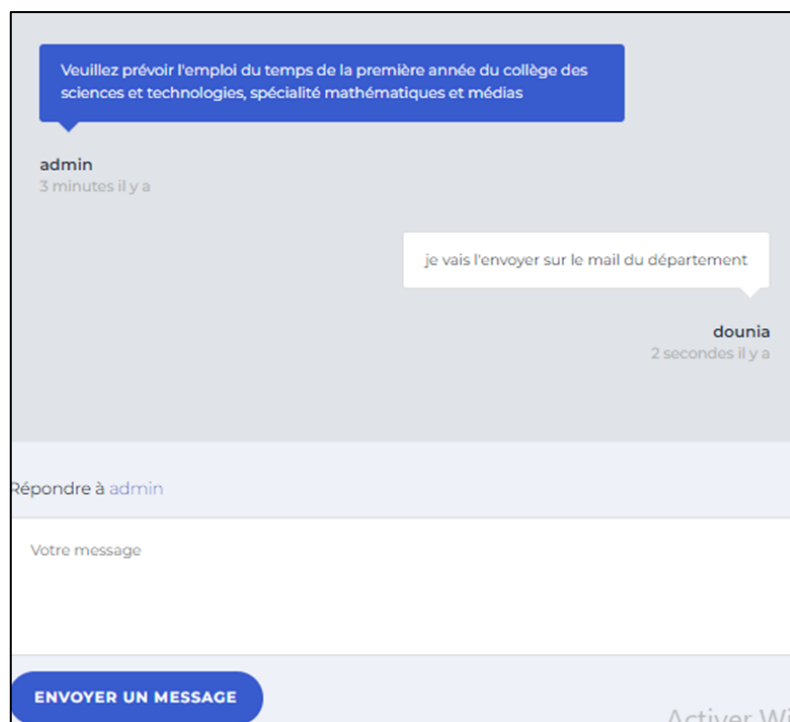 Veuillez prévoir l'emploi du temps de la première année du collège des
sciences et technologies, spécialité mathématiques et médias
admin
3 minutes il y a
je vais l'envoyer sur le mail du département
dounia
2 secondes il y a
Répondre à admin
Votre message
ENVOYER UN MESSAGE
Activer Wi